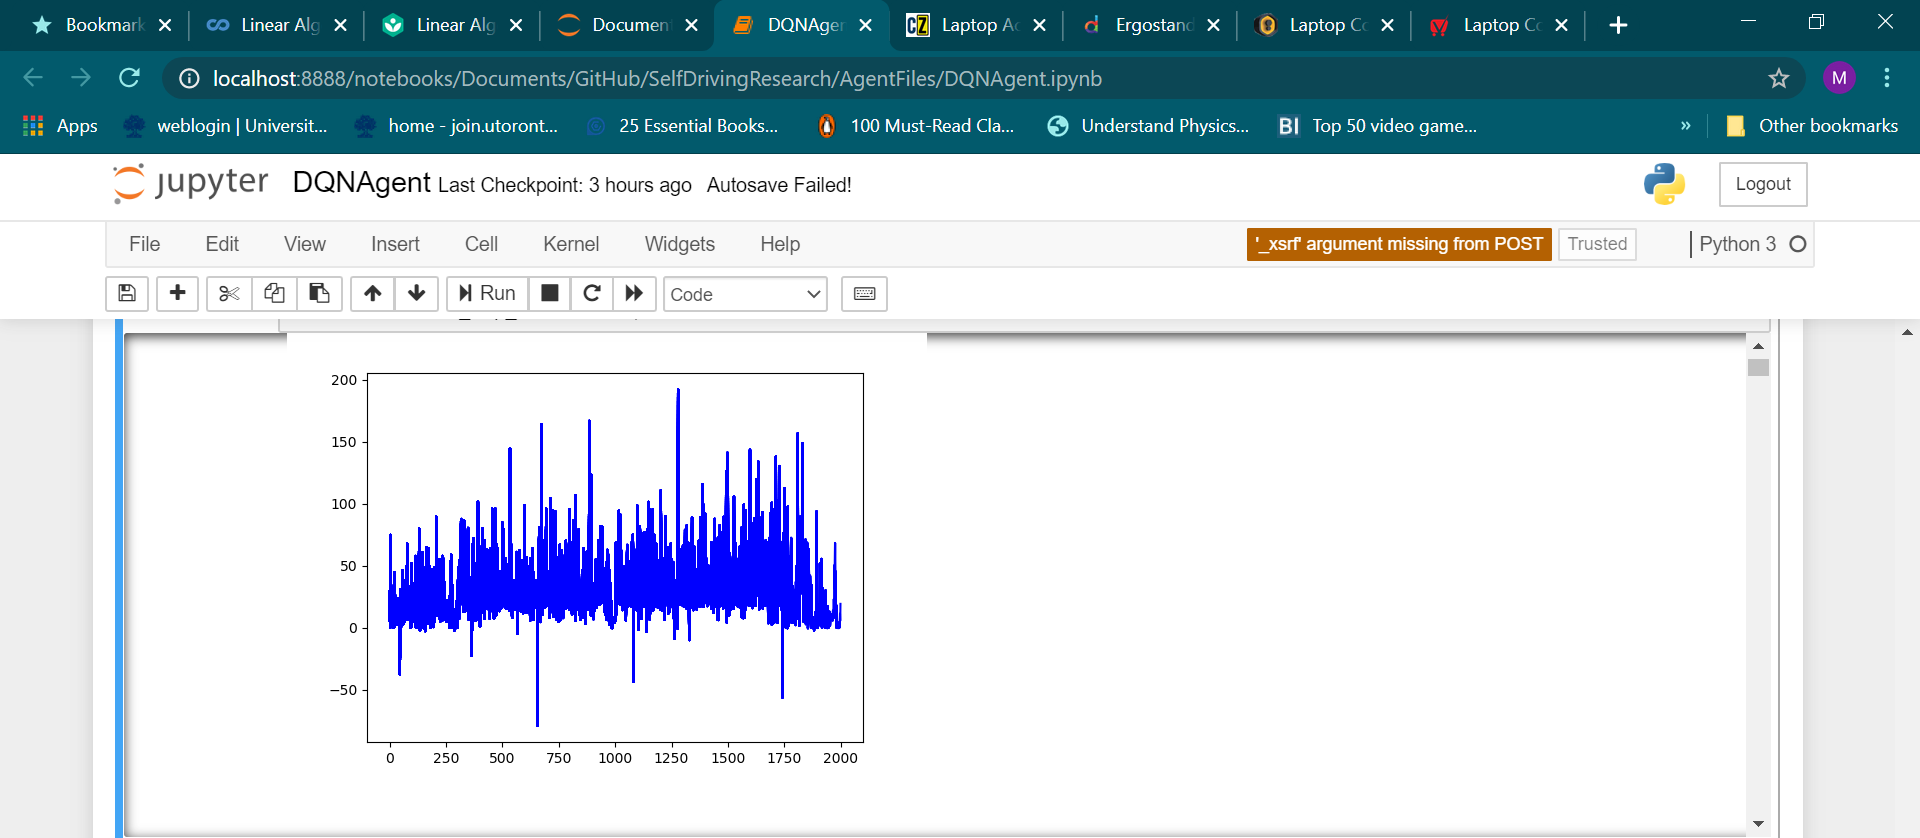 Bookmark Linear Alg Linear Alg Document DQNAgen Laptop Ac Ergostand Laptop Co Laptop Co
localhost:8888/notebooks/Documents/GitHub/SelfDrivingResearch/AgentFiles/DQNAgent.ipynb M
Apps weblogin | Universit... home - join.utoront... 25 Essential Books... 100 Must-Read Cla... Understand Physics... BI Top 50 video game... » Other bookmarks
jupyter DQNAgent Last Checkpoint: 3 hours ago Autosave Failed! Logout
File Edit View Insert Cell Kernel Widgets Help '_xsrf' argument missing from POST Trusted Python 3
Run Code
200
150
100
50
0
−50
0 250 500 750 1000 1250 1500 1750 2000